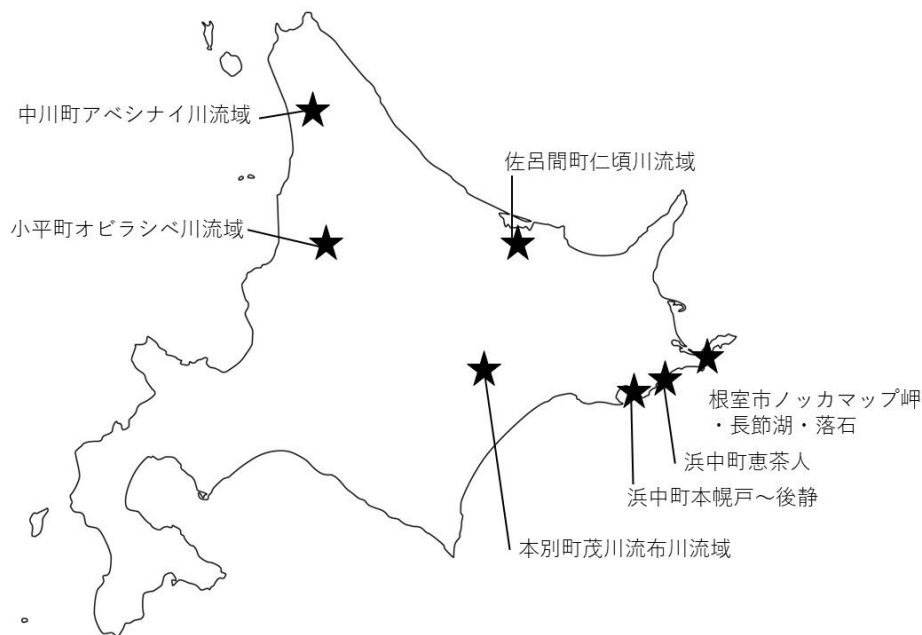 中川町アベシナイ川流域
佐呂間町仁頃川流域
小平町オビラシベ川流域
根室市ノッカマップ岬
・長節湖・落石
浜中町恵茶人
浜中町本幌戸～後静
本別町茂川流布川流域